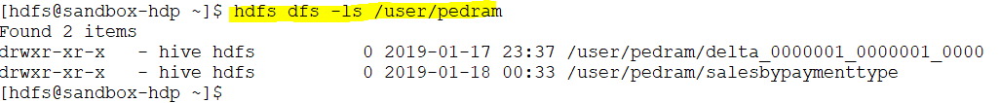 [hdfs@sandbox-hdp ~]$ hdfs dfs -ls /user/pedram
Found 2 items
drwxr-xr-x   - hive hdfs          0 2019-01-17 23:37 /user/pedram/delta_0000001_0000001_0000
drwxr-xr-x   - hive hdfs          0 2019-01-18 00:33 /user/pedram/salesbypaymenttype
[hdfs@sandbox-hdp ~]$